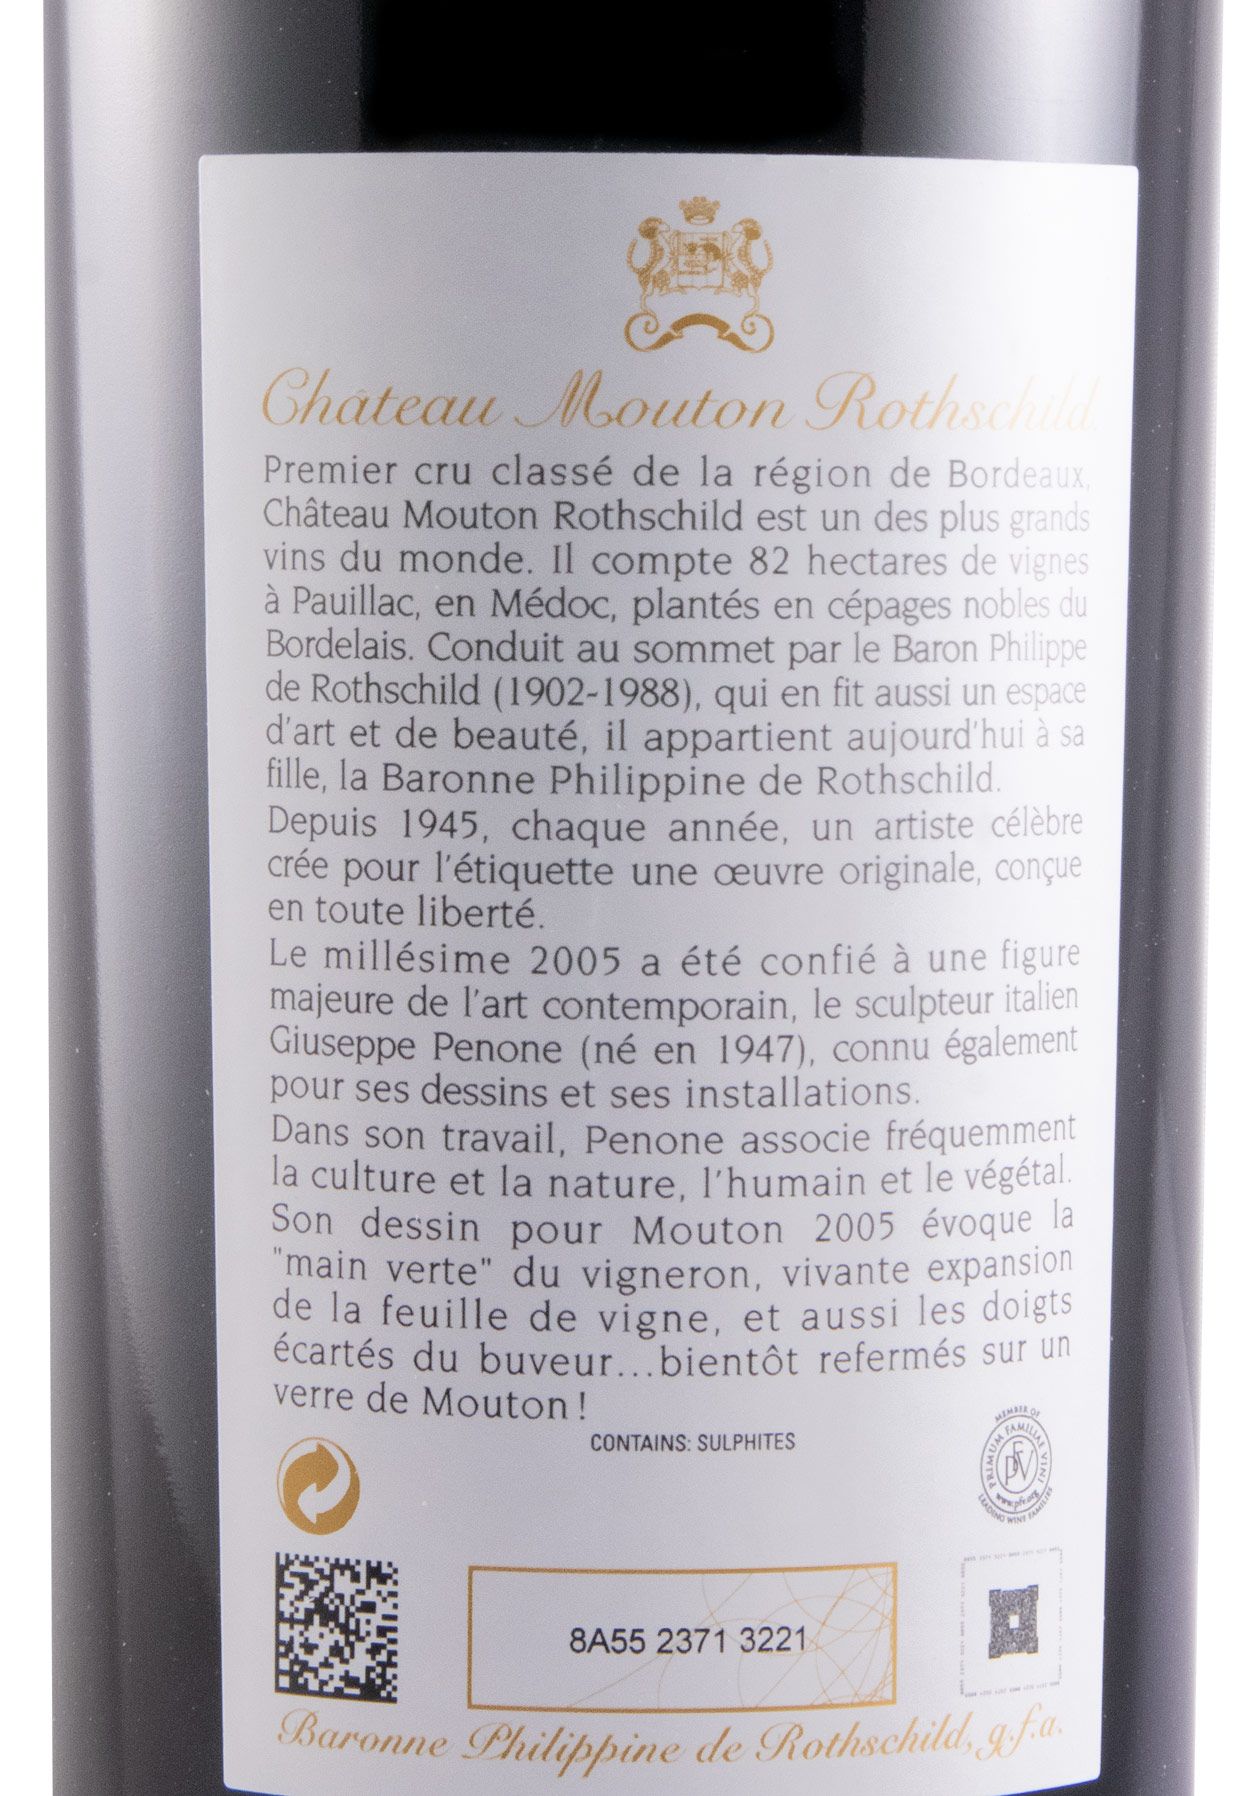 Château Mouton Rothschild.
Premier cru classé de la région de Bordeaux,
Château Mouton Rothschild est un des plus grands
vins du monde. Il compte 82 hectares de vignes
à Pauillac, en Médoc, plantés en cépages nobles du
Bordelais. Conduit au sommet par le Baron Philippe
de Rothschild (1902-1988), qui en fit aussi un espace
d'art et de beauté, il appartient aujourd'hui à sa
fille, la Baronne Philippine de Rothschild.
Depuis 1945, chaque année, un artiste célèbre
crée pour l'étiquette une œuvre originale, conçue
en toute liberté.
Le millésime 2005 a été confié à une figure
majeure de l'art contemporain, le sculpteur italien
Giuseppe Penone (né en 1947), connu également
pour ses dessins et ses installations.
Dans son travail, Penone associe fréquemment
la culture et la nature, l'humain et le végétal.
Son dessin pour Mouton 2005 évoque la
"main verte" du vigneron, vivante expansion
de la feuille de vigne, et aussi les doigts
écartés du buveur...bientôt refermés sur un
verre de Mouton !
CONTAINS: SULPHITES
MEMBER OF
PRIMUM FAMILIAE VINI
PFV
www.pfv.org
LEADING WINE FAMILIES
8A55 2371 3221
Baronne Philippine de Rothschild, g.f.a.